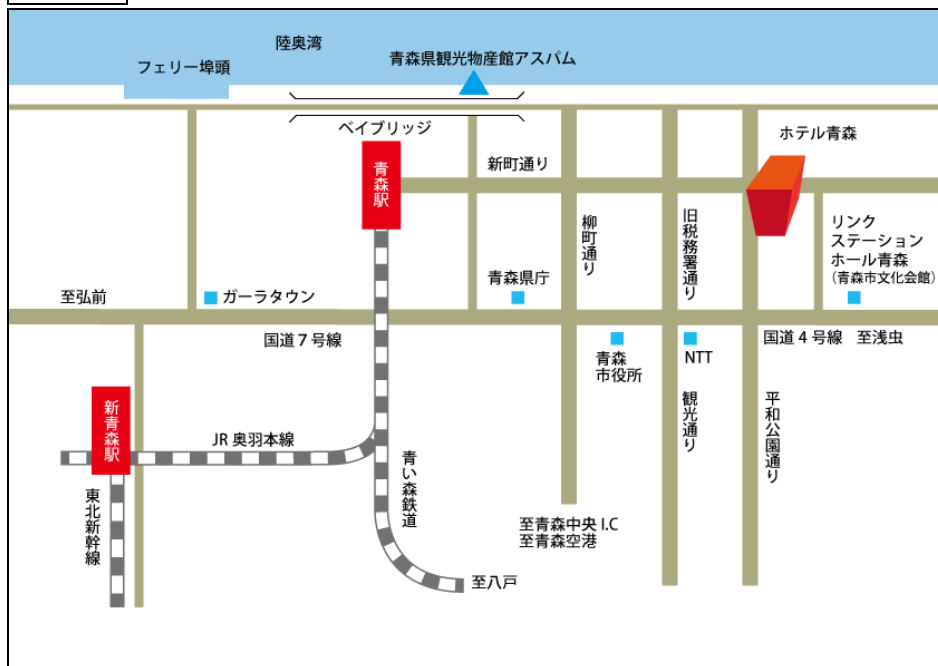 陸奥湾
青森県観光物産館アスパム
フェリー埠頭
ベイブリッジ
ホテル青森
新町通り
青森駅
柳町通り
旧税務署通り
リンク
ステーション
ホール青森
(青森市文化会館)
青森県庁
至弘前
ガーラタウン
国道7号線
国道4号線 至浅虫
青森
市役所
NTT
新青森駅
JR奥羽本線
青い森鉄道
観光通り
平和公園通り
東北新幹線
至青森中央I.C
至青森空港
至八戸